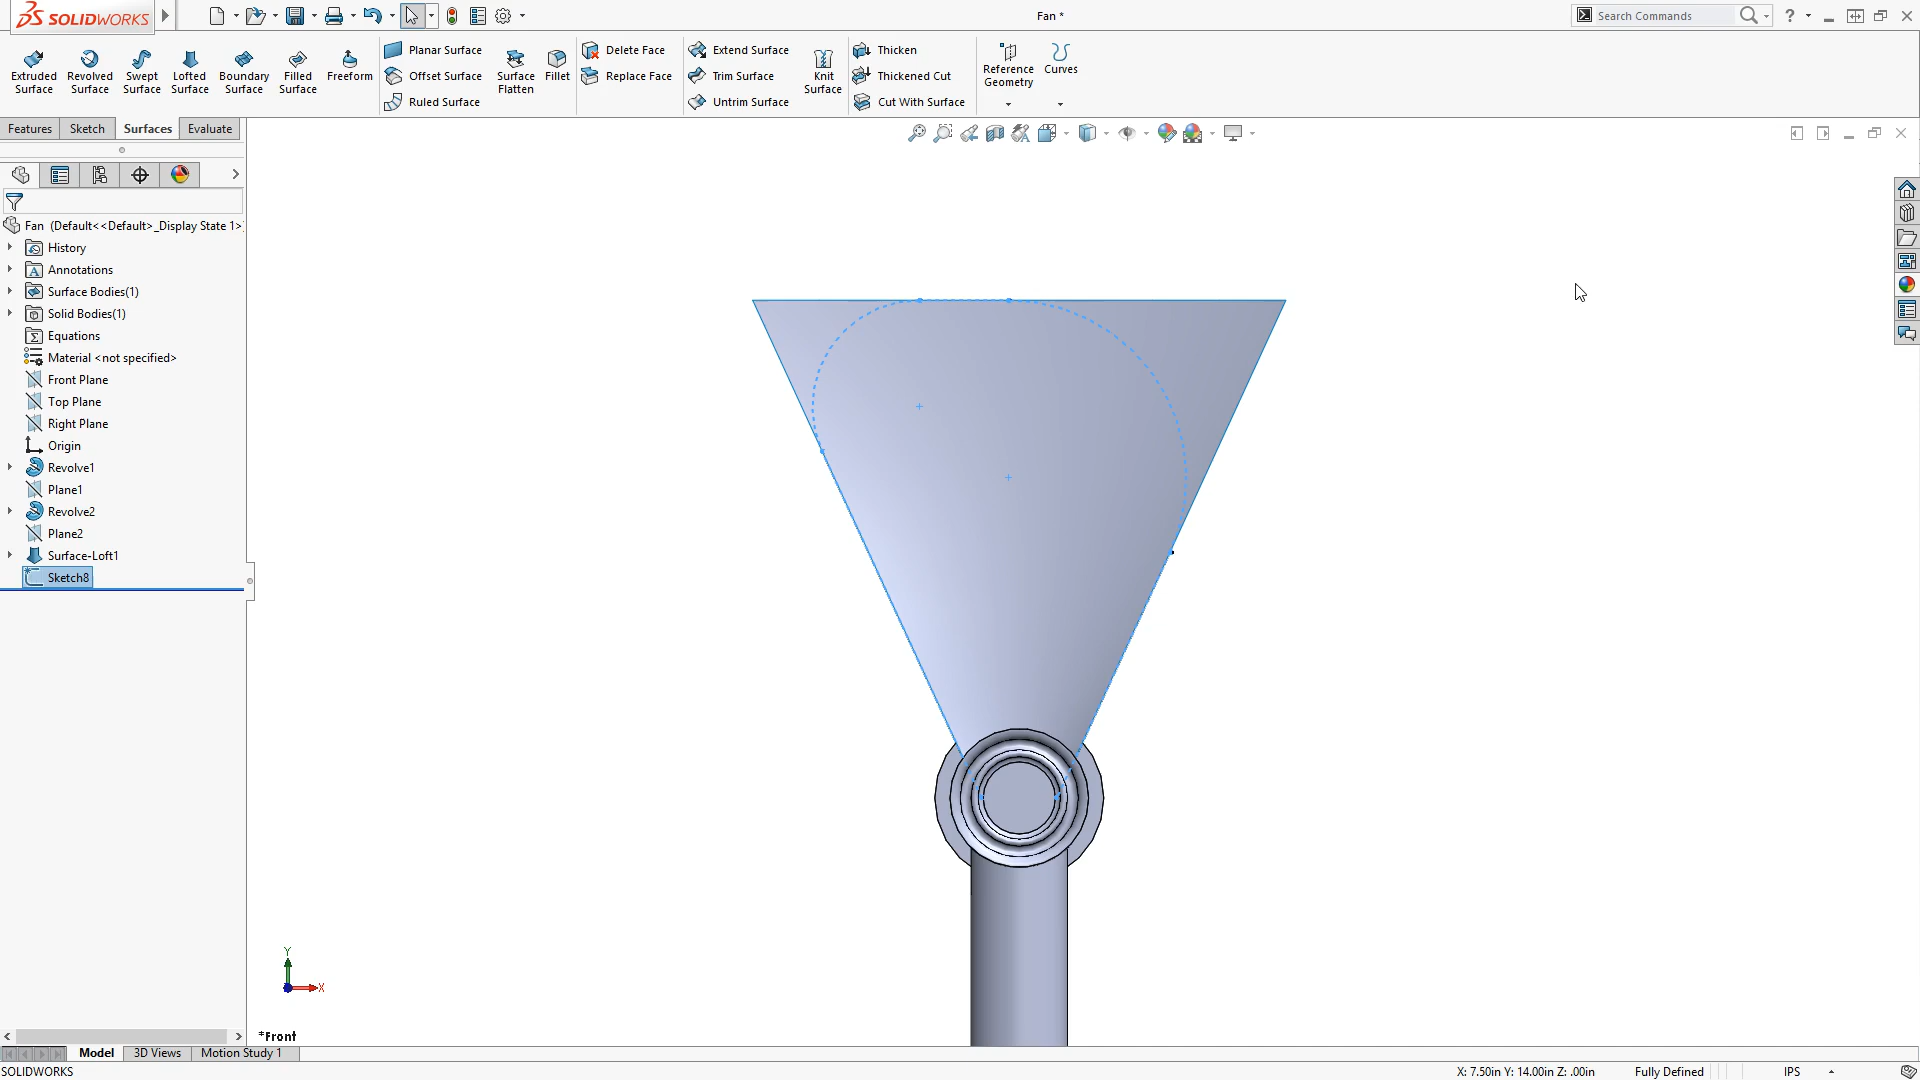 SOLIDWORKS
Fan *
Search Commands
Extruded Surface
Revolved Surface
Swept Surface
Lofted Surface
Boundary Surface
Filled Surface
Freeform
Planar Surface
Offset Surface
Ruled Surface
Surface Flatten
Fillet
Delete Face
Replace Face
Extend Surface
Trim Surface
Untrim Surface
Knit Surface
Thicken
Thickened Cut
Cut With Surface
Reference Geometry
Curves
Features
Sketch
Surfaces
Evaluate
Fan (Default<<Default>_Display State 1>)
History
Annotations
Surface Bodies(1)
Solid Bodies(1)
Equations
Material <not specified>
Front Plane
Top Plane
Right Plane
Origin
Revolve1
Plane1
Revolve2
Plane2
Surface-Loft1
Sketch8
Y
X
*Front
Model
3D Views
Motion Study 1
SOLIDWORKS
X: 7.50in Y: 14.00in Z: .00in
Fully Defined
IPS